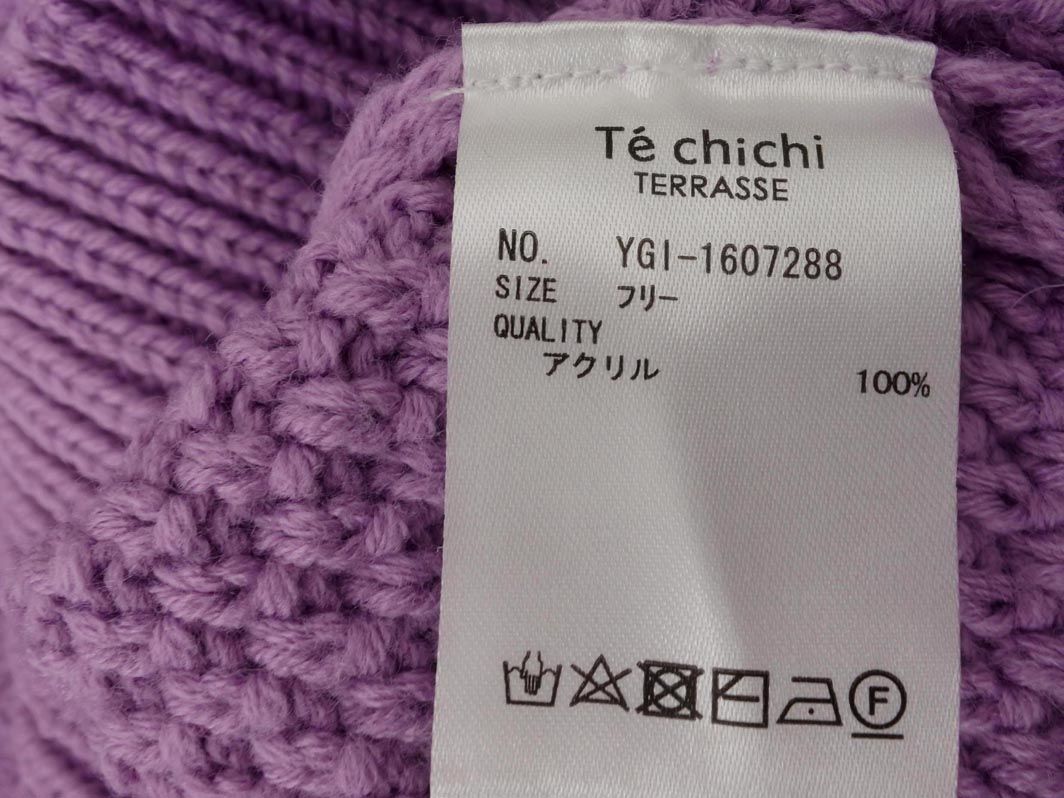 Té chichi
TERRASSE
NO. YGI-1607288
SIZE フリー
QUALITY
アクリル 100%
F